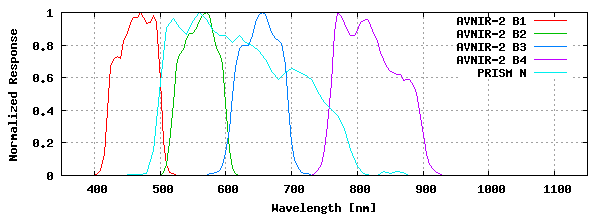 1
0.8
0.6
0.4
0.2
0
Normalized Response
400 500 600 700 800 900 1000 1100
Wavelength [nm]
AVNIR-2 B1
AVNIR-2 B2
AVNIR-2 B3
AVNIR-2 B4
PRISM N